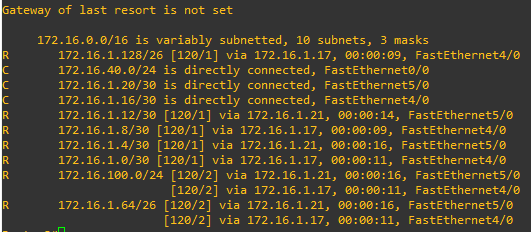 Gateway of last resort is not set
172.16.0.0/16 is variably subnetted, 10 subnets, 3 masks
R 172.16.1.128/26 [120/1] via 172.16.1.17, 00:00:09, FastEthernet4/0
C 172.16.40.0/24 is directly connected, FastEthernet0/0
C 172.16.1.20/30 is directly connected, FastEthernet5/0
C 172.16.1.16/30 is directly connected, FastEthernet4/0
R 172.16.1.12/30 [120/1] via 172.16.1.21, 00:00:14, FastEthernet5/0
R 172.16.1.8/30 [120/1] via 172.16.1.17, 00:00:09, FastEthernet4/0
R 172.16.1.4/30 [120/1] via 172.16.1.21, 00:00:16, FastEthernet5/0
R 172.16.1.0/30 [120/1] via 172.16.1.17, 00:00:11, FastEthernet4/0
R 172.16.100.0/24 [120/2] via 172.16.1.21, 00:00:16, FastEthernet5/0
[120/2] via 172.16.1.17, 00:00:11, FastEthernet4/0
R 172.16.1.64/26 [120/2] via 172.16.1.21, 00:00:16, FastEthernet5/0
[120/2] via 172.16.1.17, 00:00:11, FastEthernet4/0